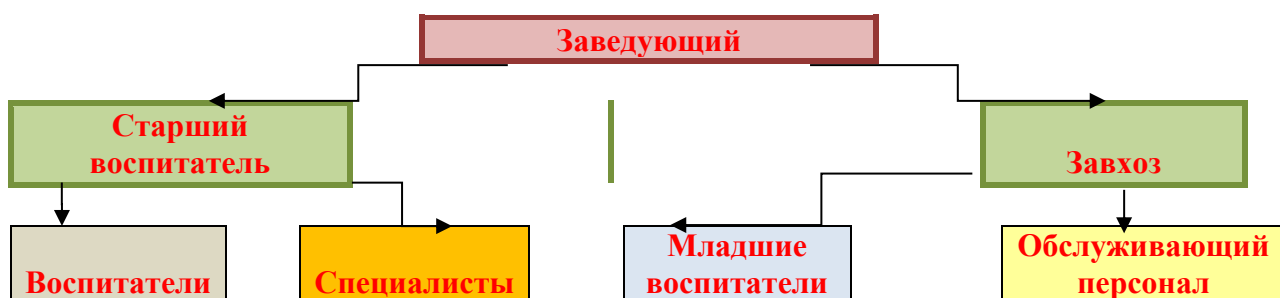 Заведующий
Старший
воспитатель
Завхоз
Воспитатели
Специалисты
Младшие
воспитатели
Обслуживающий
персонал